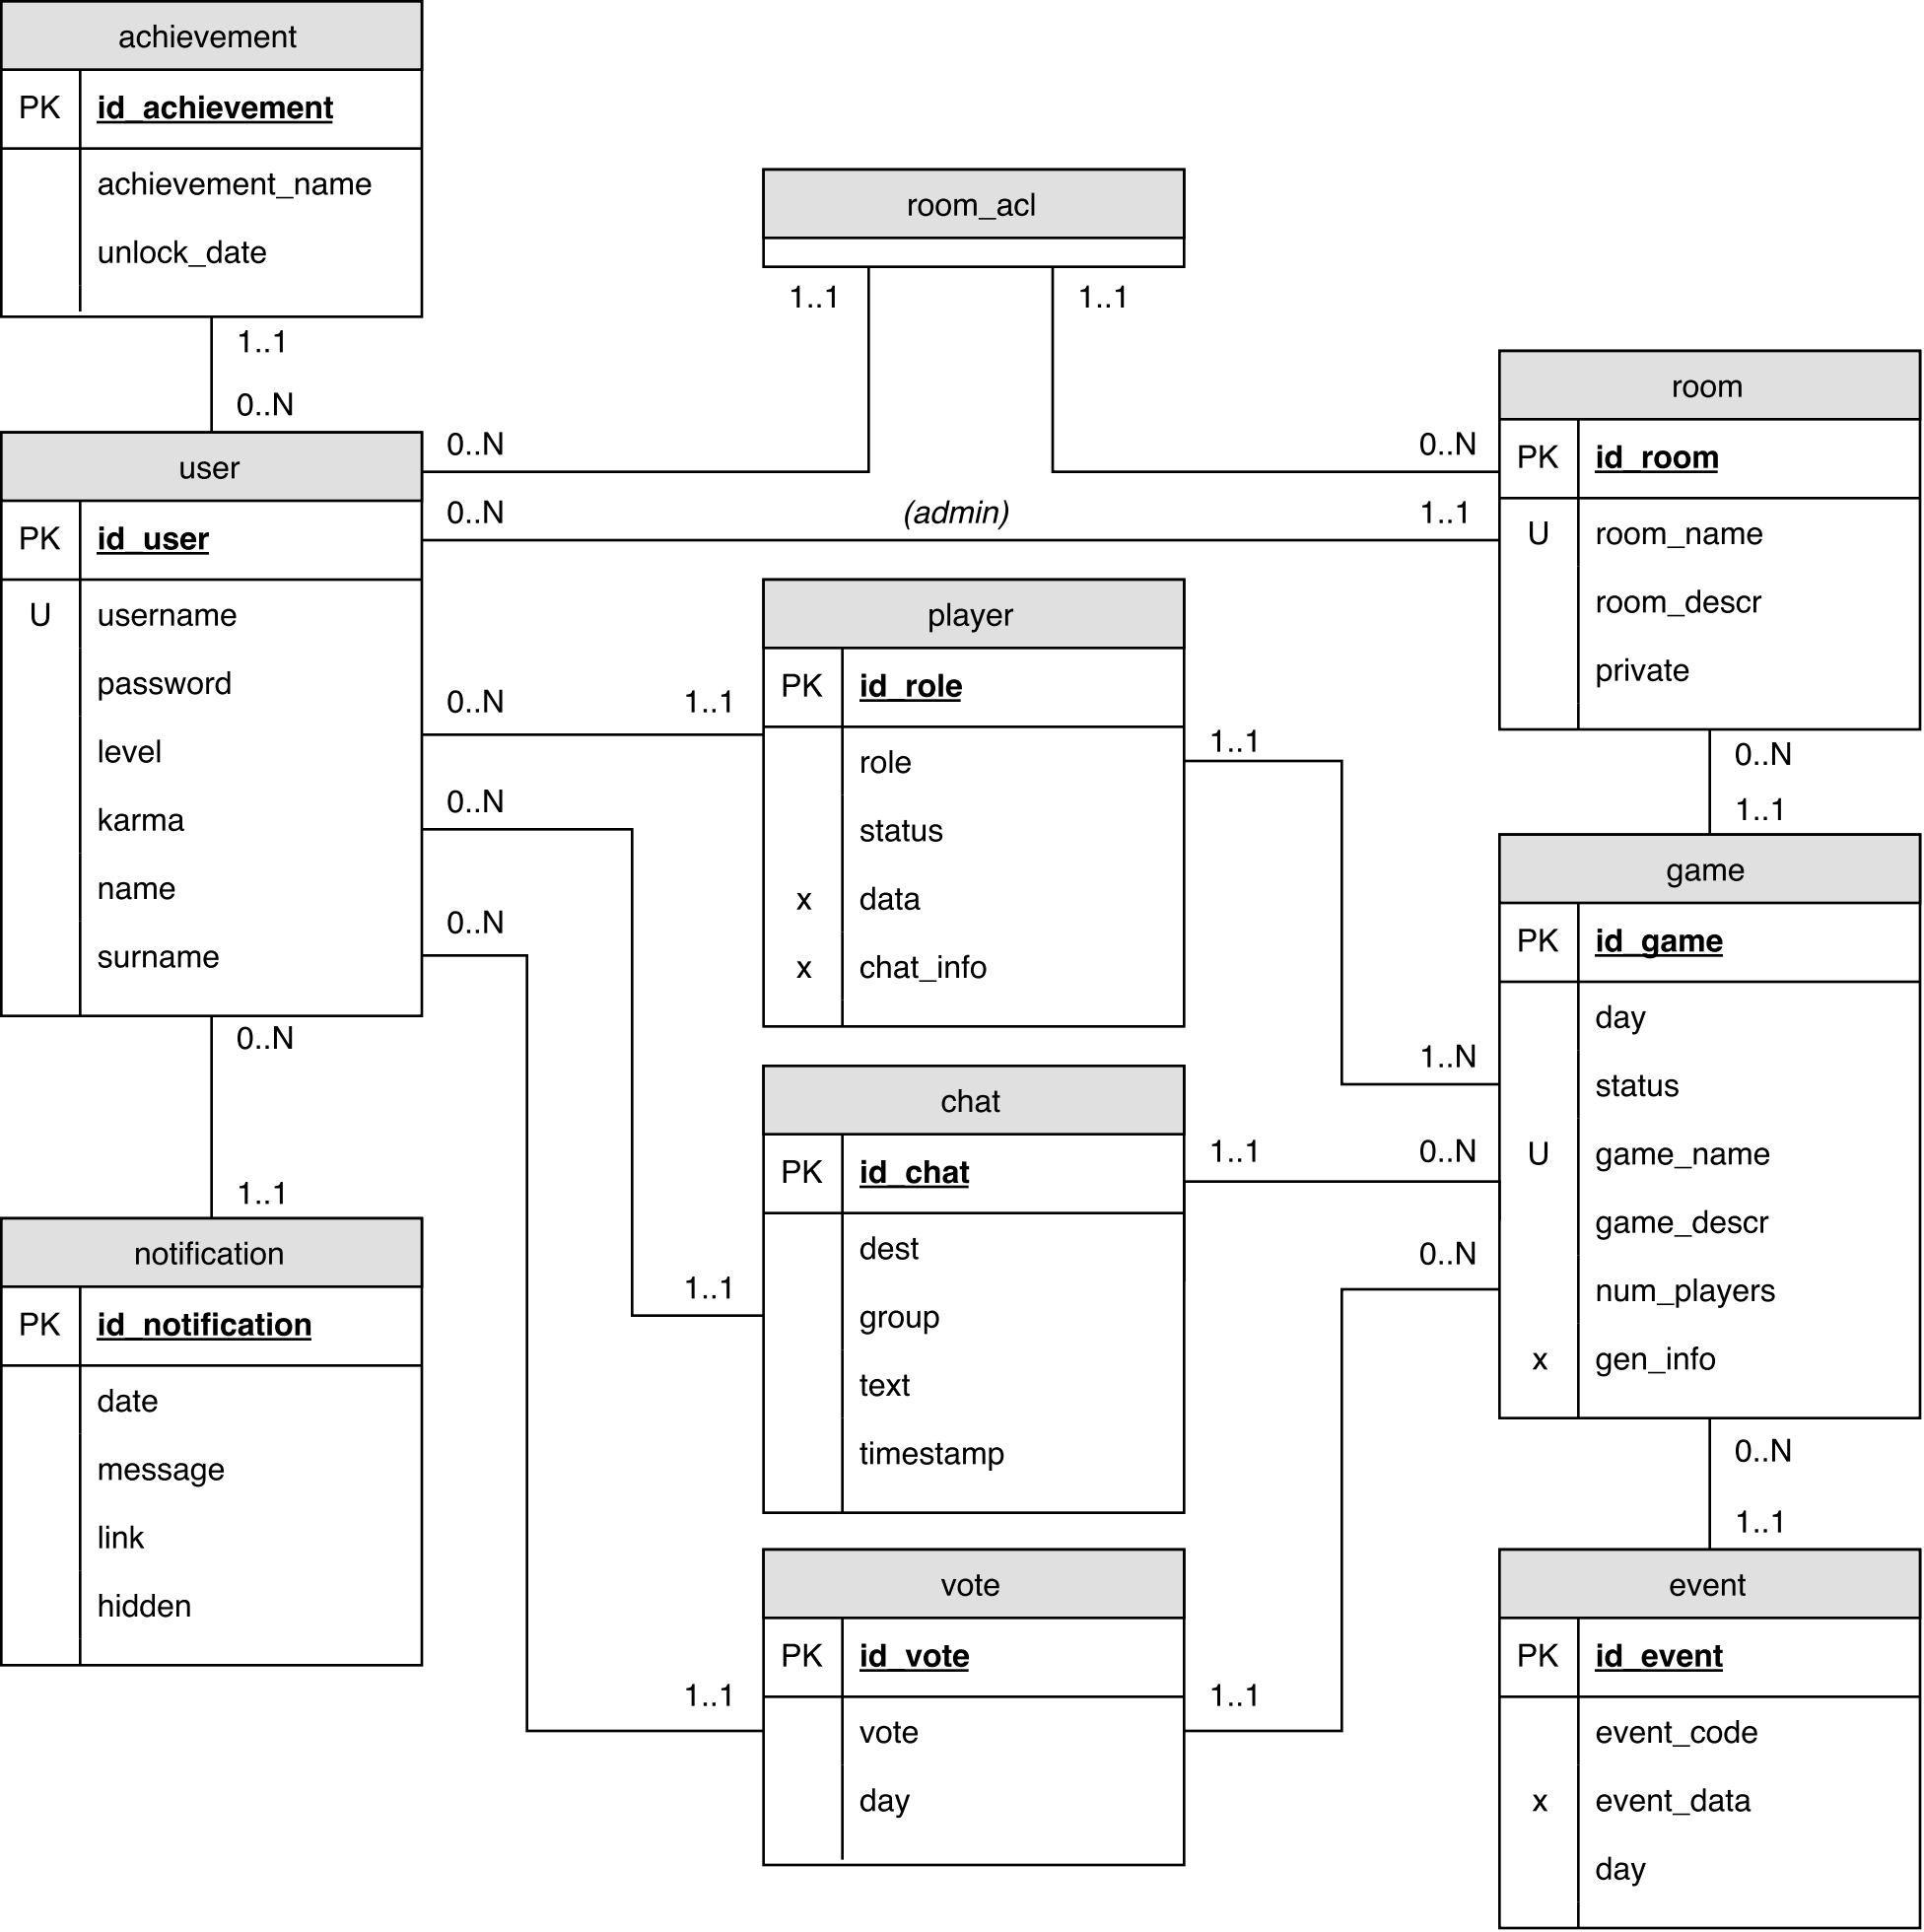 achievement
PK id_achievement
achievement_name
unlock_date
1..1
0..N
room_acl
1..1 1..1
user
PK id_user
U username
password
level
karma
name
surname
0..N 0..N
0..N (admin) 1..1
0..N 1..1
0..N
0..N
room
PK id_room
U room_name
room_descr
private
0..N
1..1
player
PK id_role
role
status
x data
x chat_info
1..1
1..N
game
PK id_game
day
status
U game_name
game_descr
num_players
x gen_info
0..N
1..1
0..N
1..1
notification
PK id_notification
date
message
link
hidden
chat
PK id_chat
dest
group
text
timestamp
1..1
1..1 0..N
0..N
vote
PK id_vote
vote
day
1..1 1..1
event
PK id_event
event_code
x event_data
day